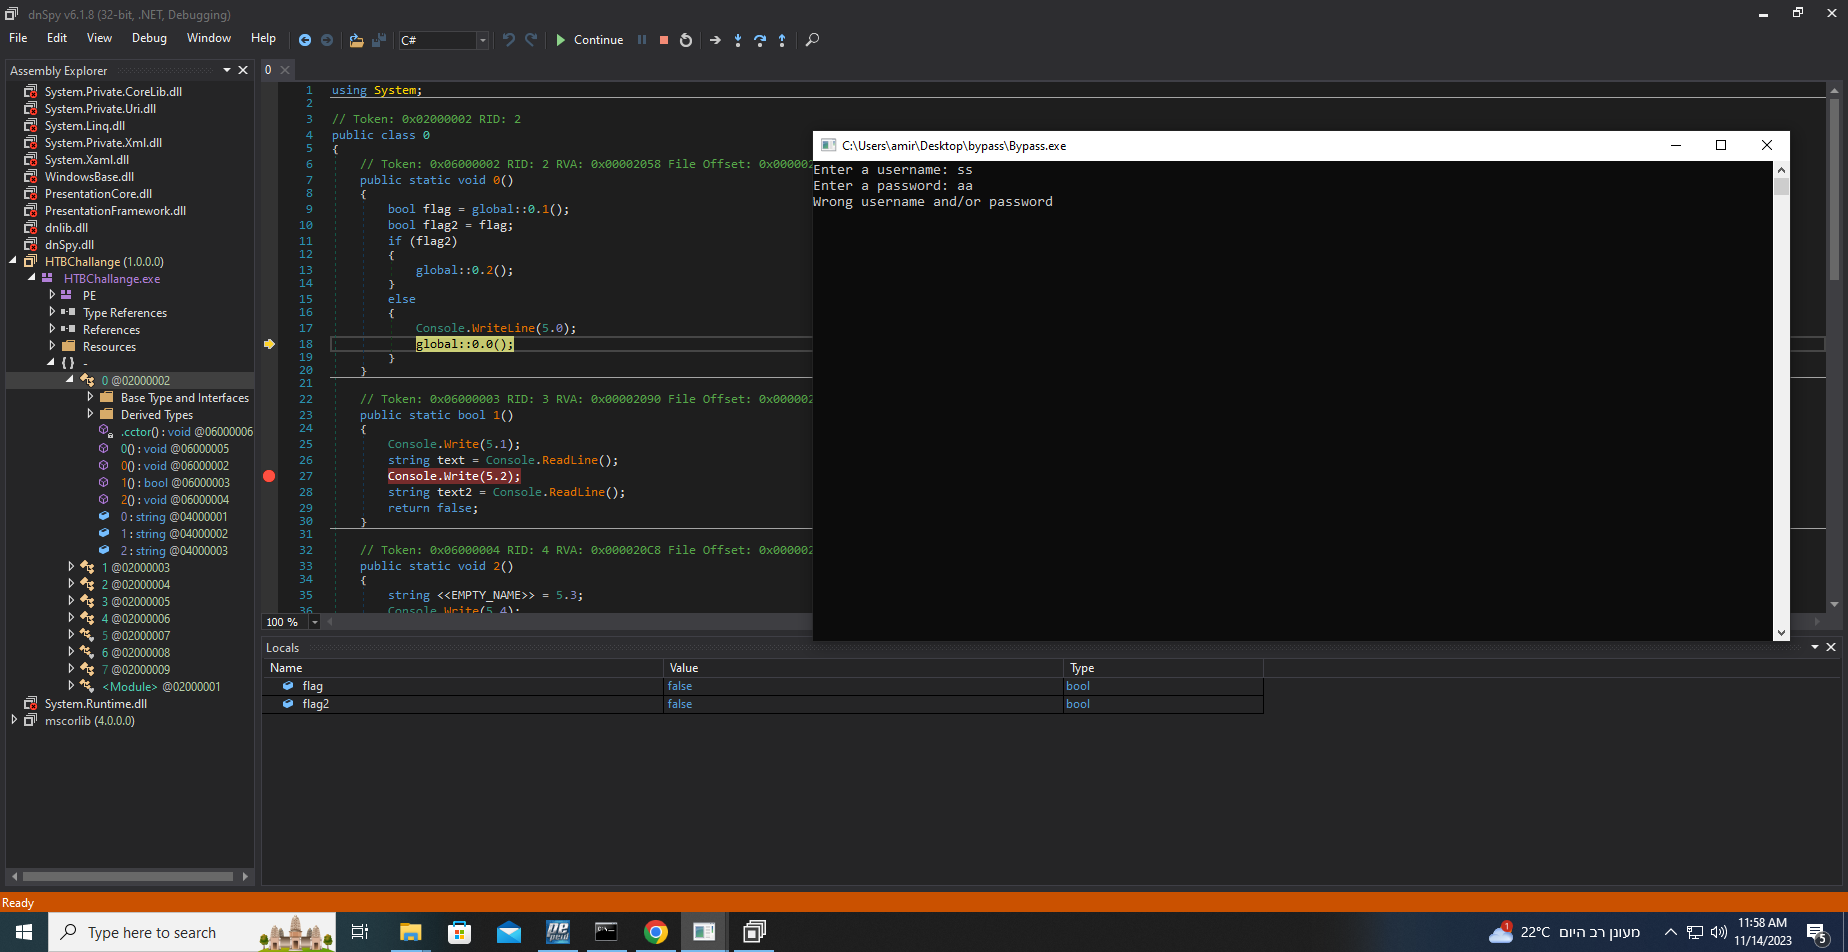 dnSpy v6.1.8 (32-bit, .NET, Debugging)
File Edit View Debug Window Help C# Continue
Assembly Explorer
System.Private.CoreLib.dll
System.Private.Uri.dll
System.Linq.dll
System.Private.Xml.dll
System.Xaml.dll
WindowsBase.dll
PresentationCore.dll
PresentationFramework.dll
dnlib.dll
dnSpy.dll
HTBChallange (1.0.0.0)
HTBChallange.exe
PE
Type References
References
Resources
{ } -
0 @02000002
Base Type and Interfaces
Derived Types
.cctor() : void @06000006
0() : void @06000005
0() : void @06000002
1() : bool @06000003
2() : void @06000004
0 : string @04000001
1 : string @04000002
2 : string @04000003
1 @02000003
2 @02000004
3 @02000005
4 @02000006
5 @02000007
6 @02000008
7 @02000009
<Module> @02000001
System.Runtime.dll
mscorlib (4.0.0.0)
0
1 using System;
2
3 // Token: 0x02000002 RID: 2
4 public class 0
5 {
6 // Token: 0x06000002 RID: 2 RVA: 0x00002058 File Offset: 0x000002
7 public static void 0()
8 {
9 bool flag = global::0.1();
10 bool flag2 = flag;
11 if (flag2)
12 {
13 global::0.2();
14 }
15 else
16 {
17 Console.WriteLine(5.0);
18 global::0.0();
19 }
20 }
21
22 // Token: 0x06000003 RID: 3 RVA: 0x00002090 File Offset: 0x000002
23 public static bool 1()
24 {
25 Console.Write(5.1);
26 string text = Console.ReadLine();
27 Console.Write(5.2);
28 string text2 = Console.ReadLine();
29 return false;
30 }
31
32 // Token: 0x06000004 RID: 4 RVA: 0x000020C8 File Offset: 0x000002
33 public static void 2()
34 {
35 string <<EMPTY_NAME>> = 5.3;
36 Console.Write(5.4);
100 %
C:\Users\amir\Desktop\bypass\Bypass.exe
Enter a username: ss
Enter a password: aa
Wrong username and/or password
Locals
Name Value Type
flag false bool
flag2 false bool
Ready
Type here to search
PE
peid
1
22°C מעונן רב היום
11:58 AM
11/14/2023
5